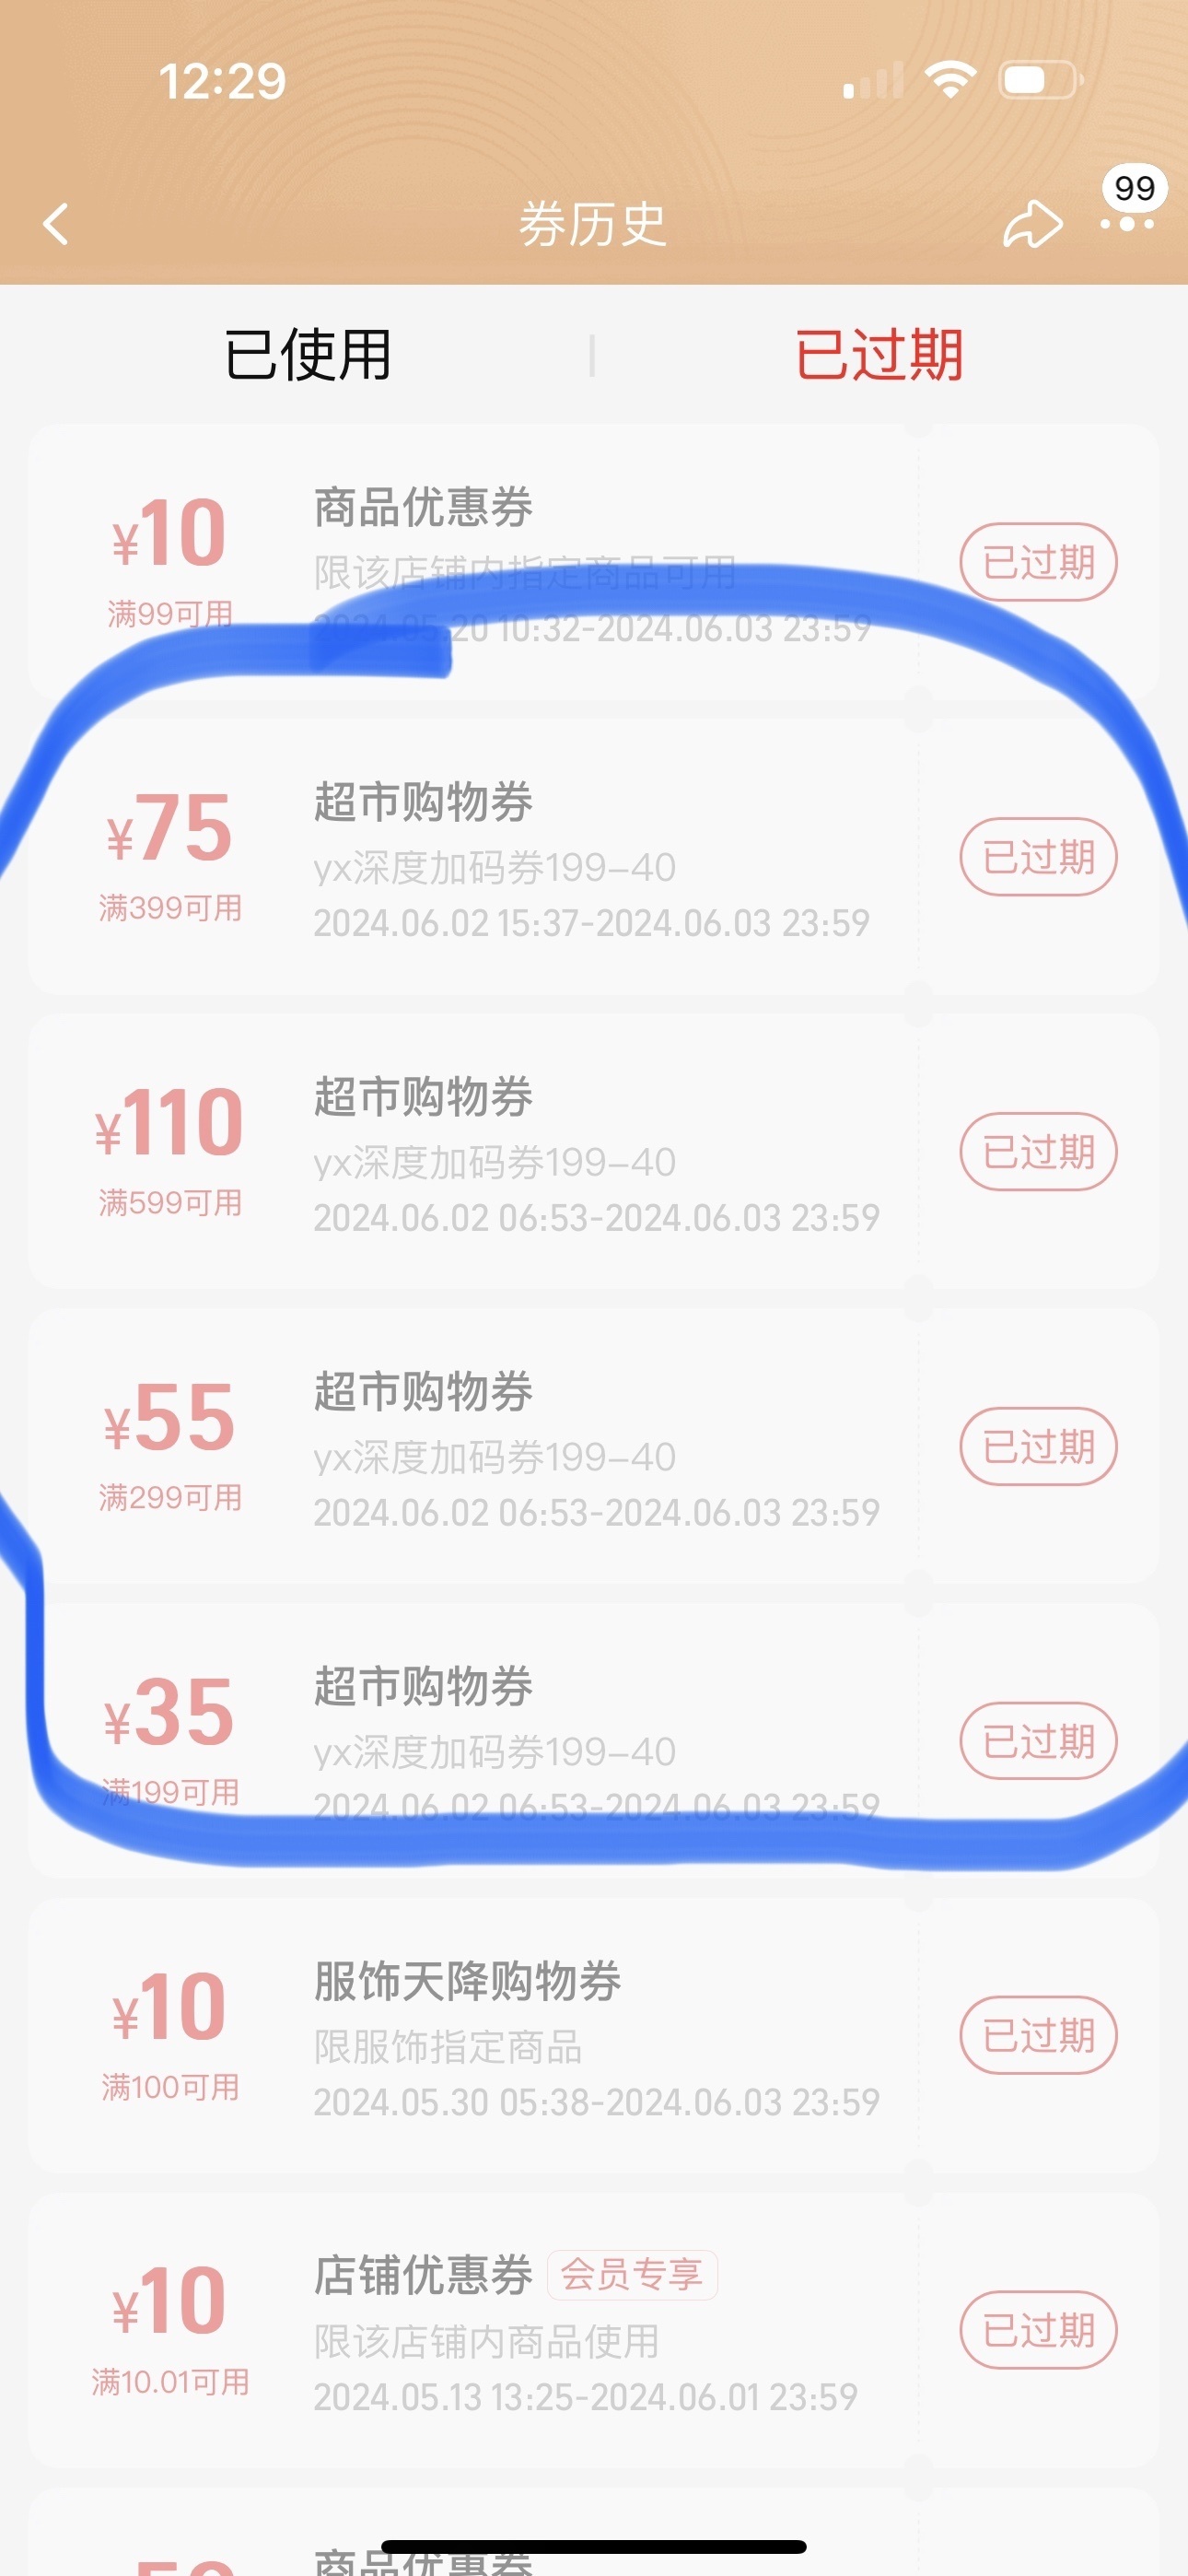 12:29
99
券历史
已使用
已过期
¥10
满99可用
商品优惠券
限该店铺内指定商品可用
2024.05.20 10:32-2024.06.03 23:59
已过期
¥75
满399可用
超市购物券
yx深度加码券199-40
2024.06.02 15:37-2024.06.03 23:59
已过期
¥110
满599可用
超市购物券
yx深度加码券199-40
2024.06.02 06:53-2024.06.03 23:59
已过期
¥55
满299可用
超市购物券
yx深度加码券199-40
2024.06.02 06:53-2024.06.03 23:59
已过期
¥35
满199可用
超市购物券
yx深度加码券199-40
2024.06.02 06:53-2024.06.03 23:59
已过期
¥10
满100可用
服饰天降购物券
限服饰指定商品
2024.05.30 05:38-2024.06.03 23:59
已过期
¥10
满10.01可用
店铺优惠券 会员专享
限该店铺内商品使用
2024.05.13 13:25-2024.06.01 23:59
已过期
商品优惠券